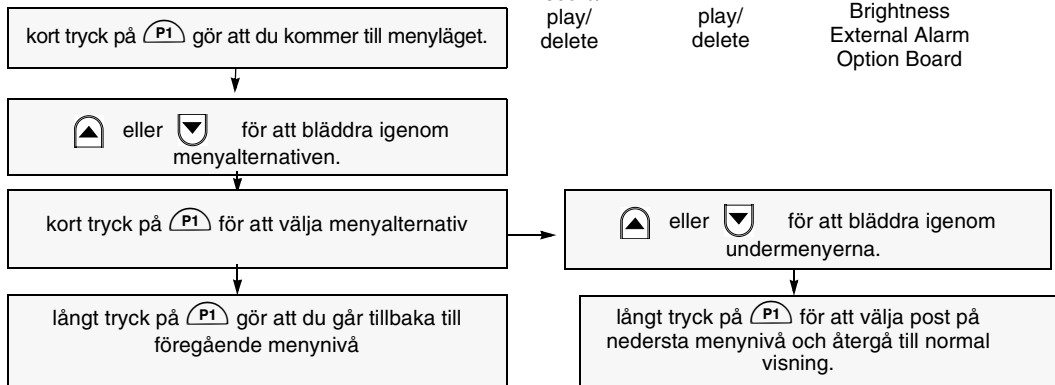 play/
delete
play/
delete
Brightness
External Alarm
Option Board
kort tryck på P1 gör att du kommer till menyläget.
eller för att bläddra igenom
menyalternativen.
kort tryck på P1 för att välja menyalternativ
eller för att bläddra igenom
undermenyerna.
långt tryck på P1 gör att du går tillbaka till
föregående menynivå
långt tryck på P1 för att välja post på
nedersta menynivå och återgå till normal
visning.